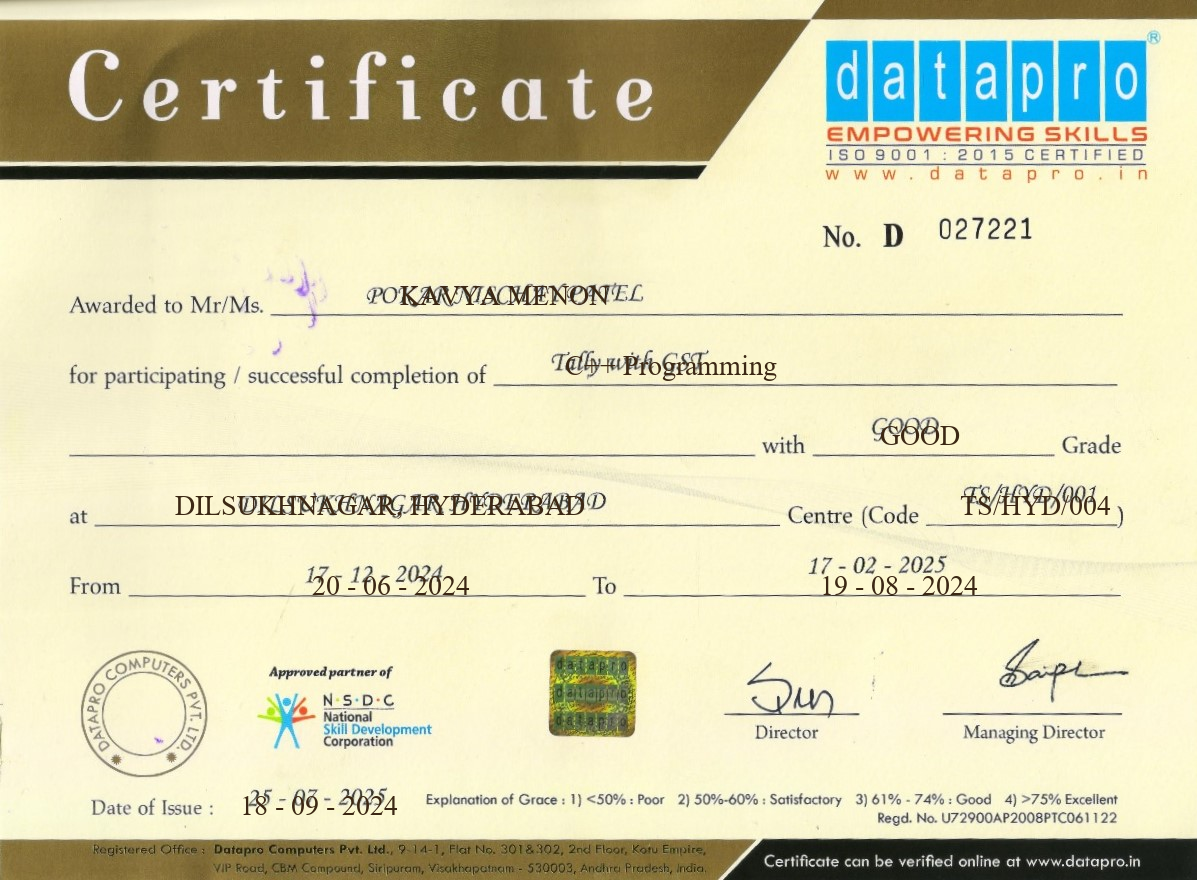 Certificate
datapro®
EMPOWERING SKILLS
ISO 9001 : 2015 CERTIFIED
www.datapro.in
No. D 027221
Awarded to Mr/Ms. KAVYA MENON
for participating / successful completion of Tally with GST C++ Programming
with GOOD GOOD Grade
at DILSUKHNAGAR, HYDERABAD Centre (Code TS/HYD/001 TS/HYD/004 )
From 17 - 12 - 2024 20 - 06 - 2024 To 17 - 02 - 2025 19 - 08 - 2024
DATAPRO COMPUTERS PVT. LTD.
Approved partner of
N·S·D·C
National
Skill Development
Corporation
datapro
datapro
datapro
Director
Managing Director
Date of Issue : 18 - 09 - 2024
Explanation of Grace : 1) <50% : Poor 2) 50%-60% : Satisfactory 3) 61% - 74% : Good 4) >75% Excellent
Regd. No. U72900AP2008PTC061122
Registered Office : Datapro Computers Pvt. Ltd., 9-14-1, Flat No. 301&302, 2nd Floor, Koru Empire,
VIP Road, CBM Compound, Siripuram, Visakhapatnam - 530003, Andhra Pradesh, India.
Certificate can be verified online at www.datapro.in